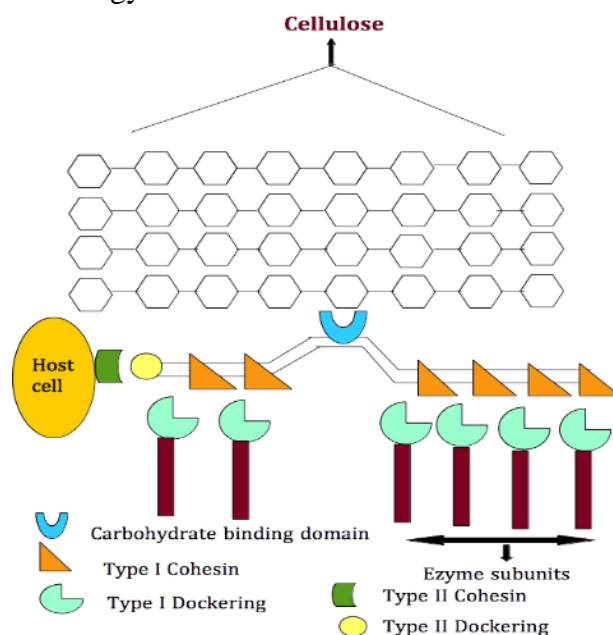 Cellulose
Host
cell
Carbohydrate binding domain
Type I Cohesin
Type I Dockering
Ezyme subunits
Type II Cohesin
Type II Dockering